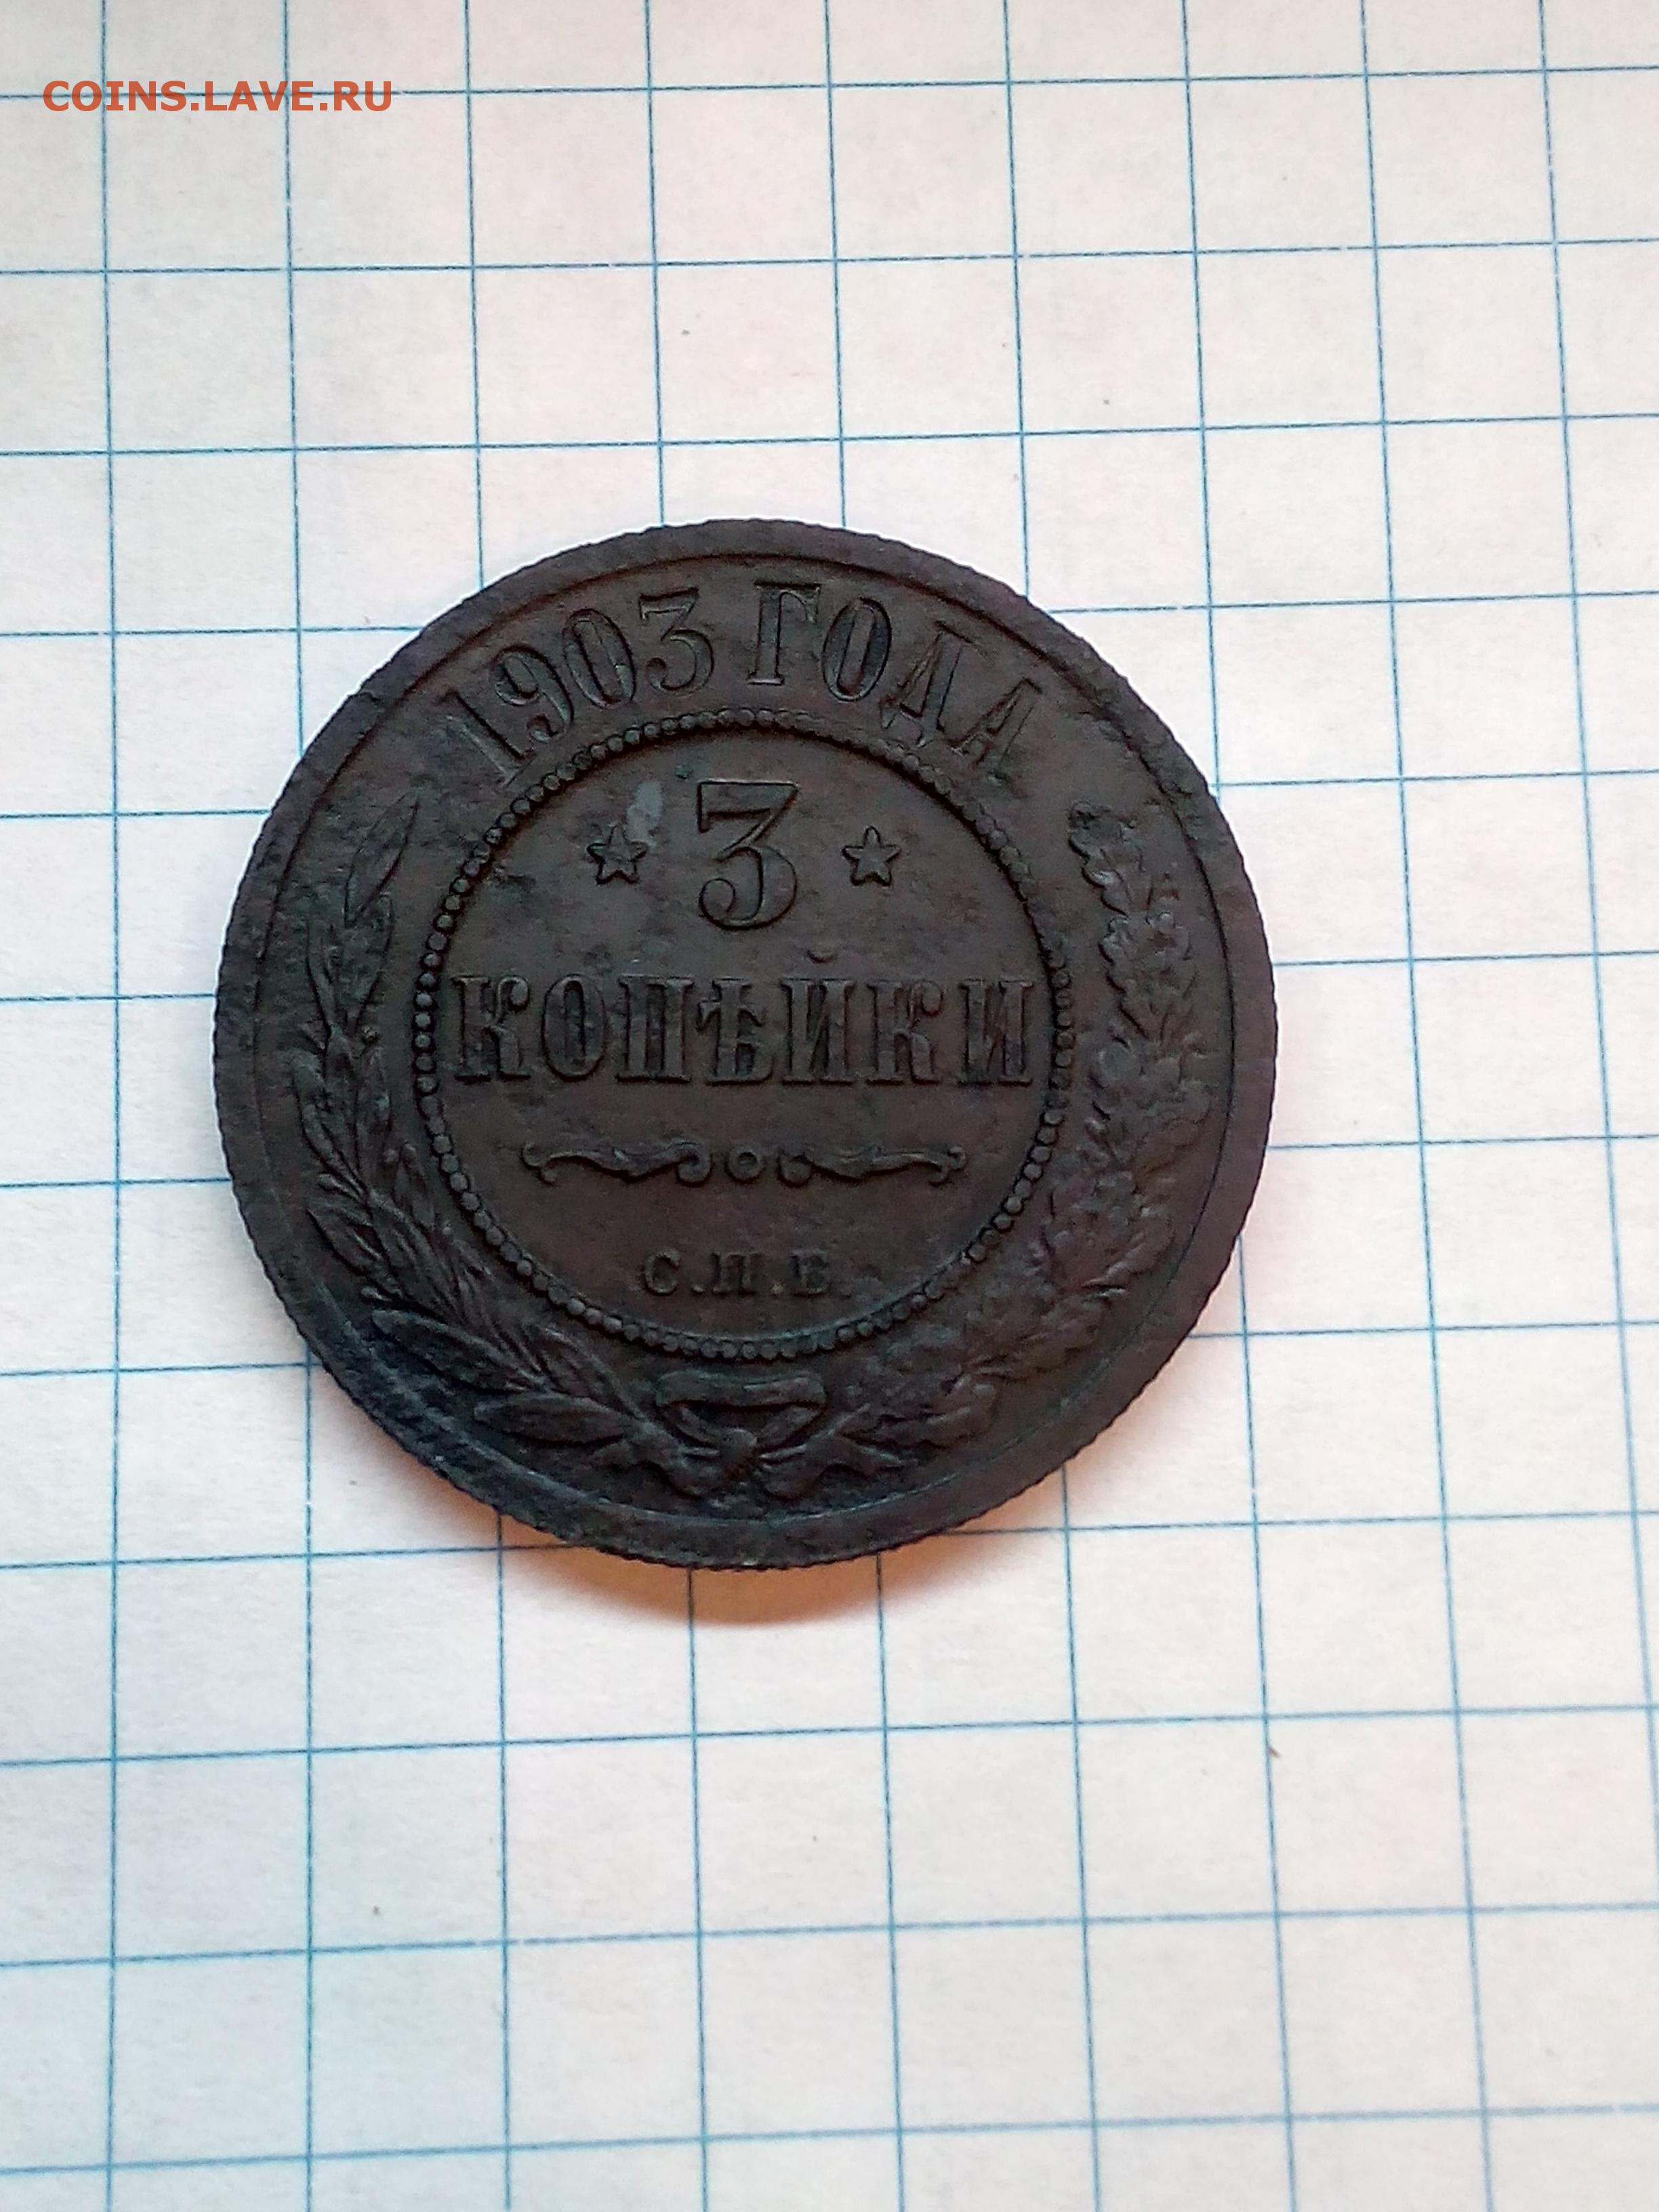 COINS.LAVE.RU
1903 ГОДА
3
КОПѢЙКИ
С.П.Б.